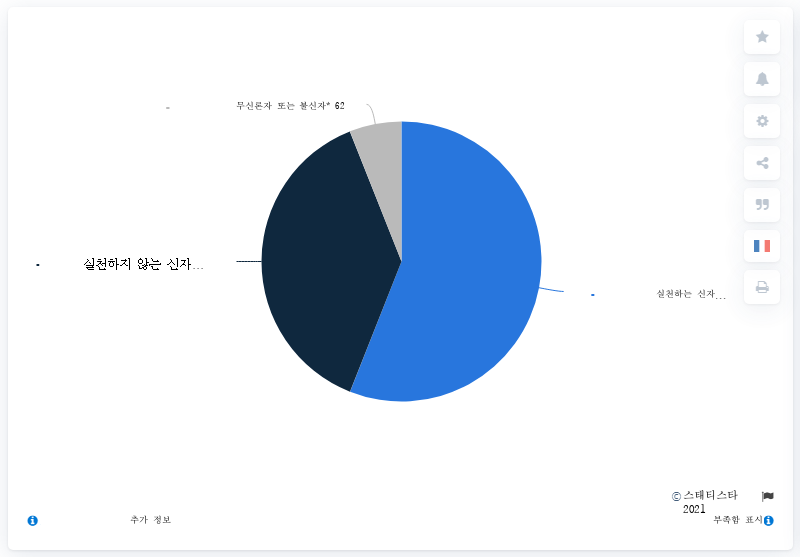 무신론자 또는 불신자* 62
실천하지 않는 신자...
실천하는 신자...
© 스태티스타
2021
추가 정보
부족함 표시